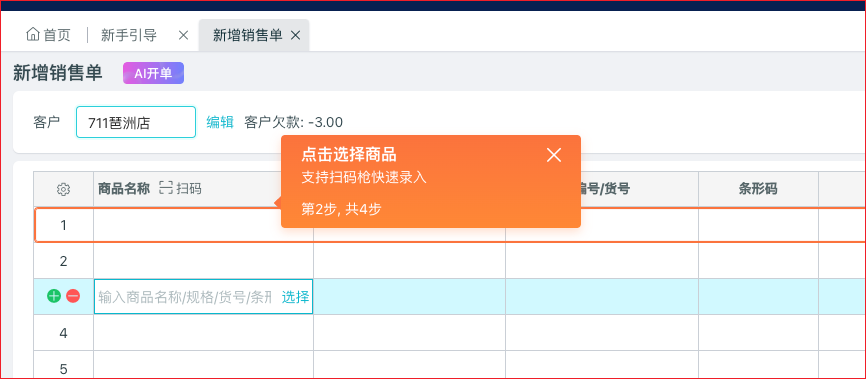 首页
新手引导
新增销售单
新增销售单
AI开单
客户
711琶洲店
编辑
客户欠款: -3.00
点击选择商品
支持扫码枪快速录入
第2步, 共4步
商品名称
扫码
编号/货号
条形码
1
2
输入商品名称/规格/货号/条形
选择
4
5